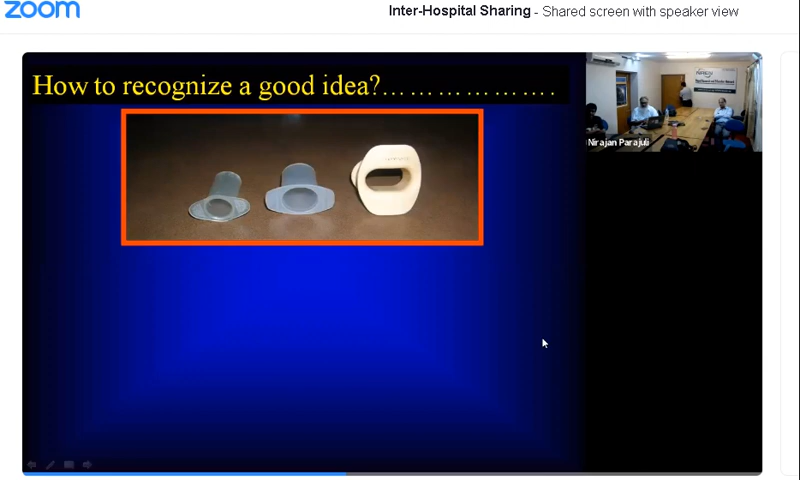 zoom
Inter-Hospital Sharing - Shared screen with speaker view
How to recognize a good idea?………………….
Nirajan Parajuli